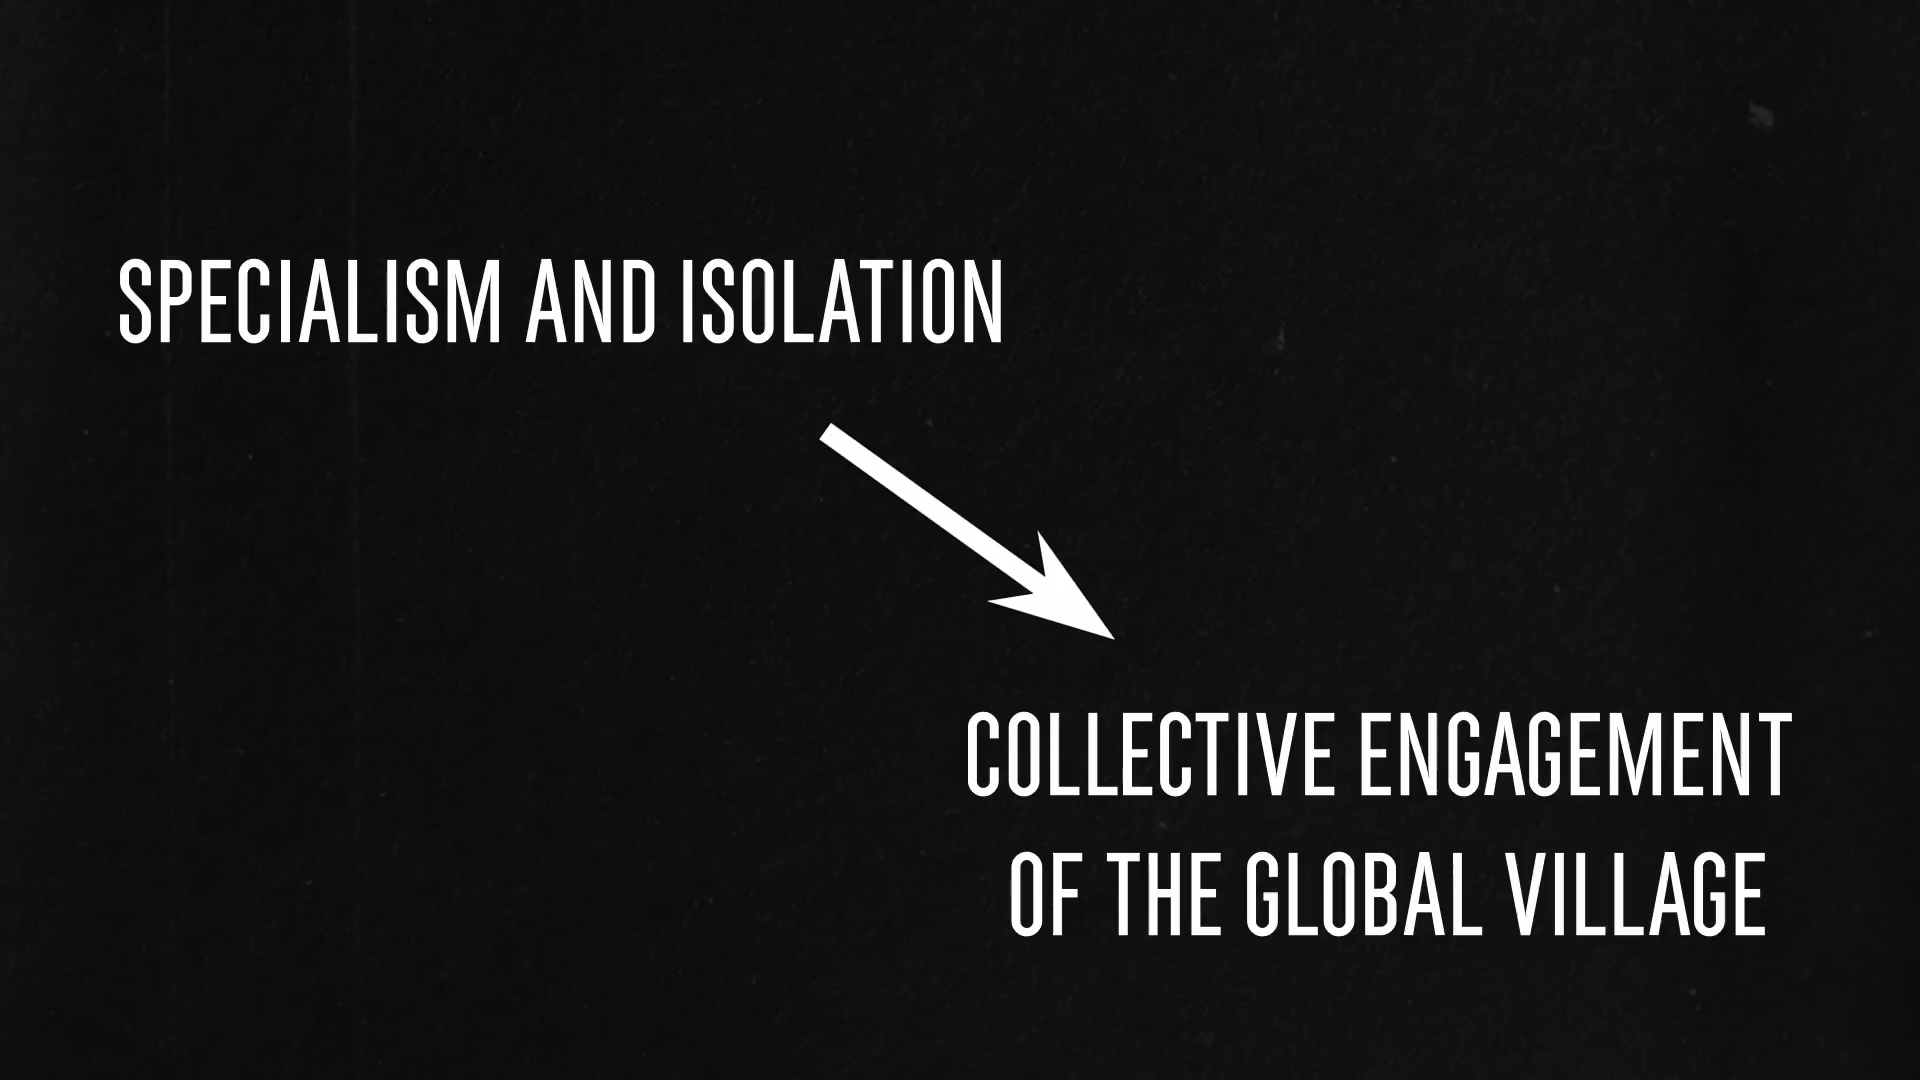 SPECIALISM AND ISOLATION
COLLECTIVE ENGAGEMENT
OF THE GLOBAL VILLAGE